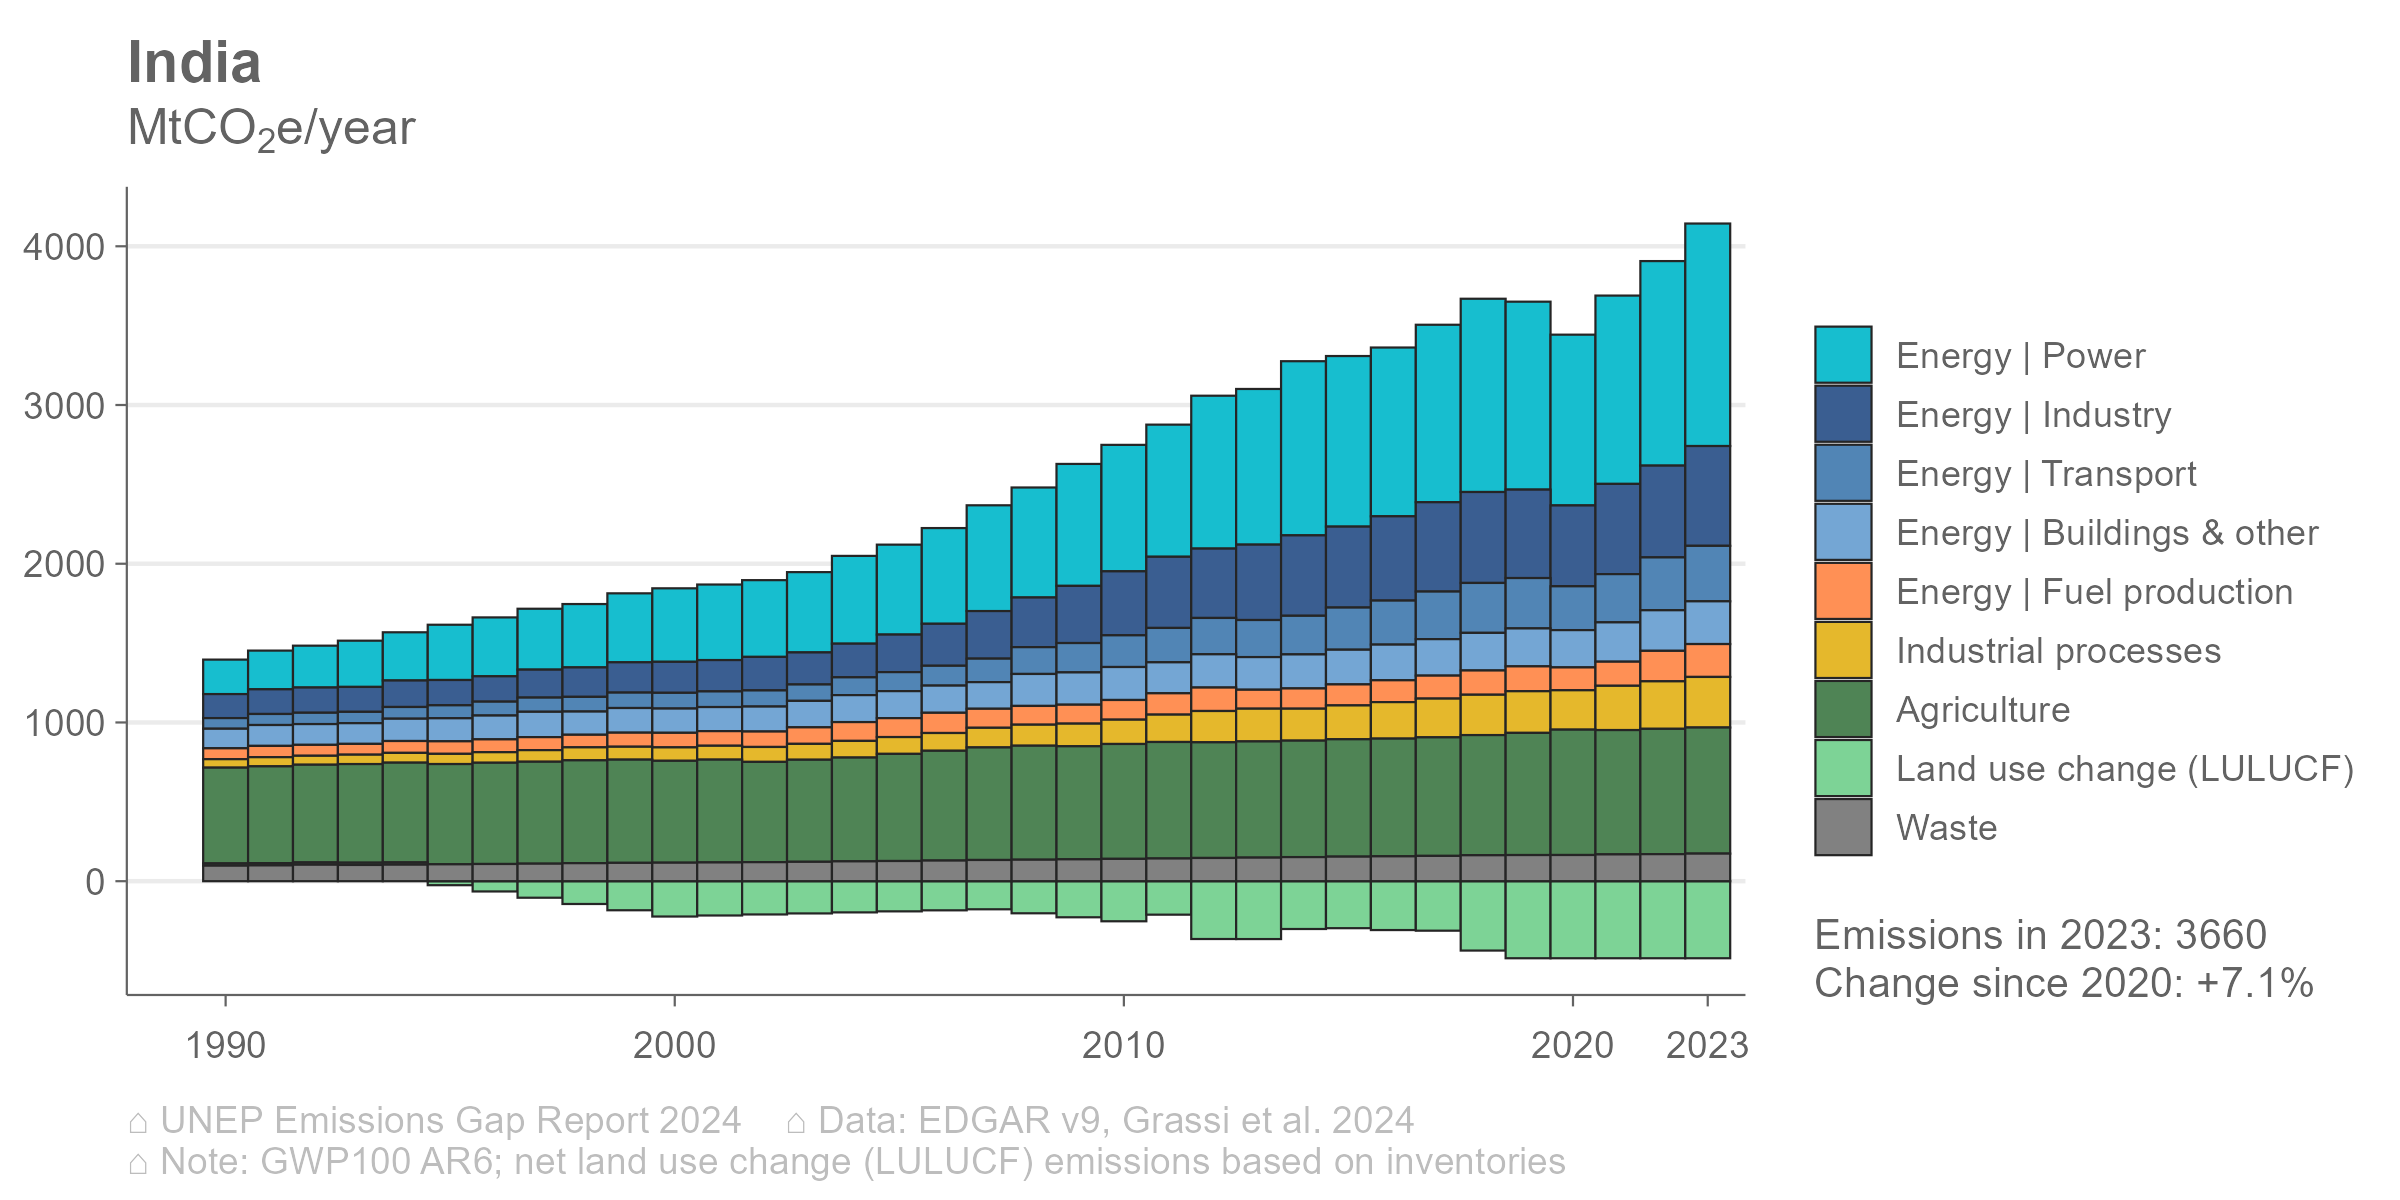 India
MtCO₂e/year
4000
3000
2000
1000
0
1990 2000 2010 2020 2023
Energy | Power
Energy | Industry
Energy | Transport
Energy | Buildings & other
Energy | Fuel production
Industrial processes
Agriculture
Land use change (LULUCF)
Waste
Emissions in 2023: 3660
Change since 2020: +7.1%
⌂ UNEP Emissions Gap Report 2024 ⌂ Data: EDGAR v9, Grassi et al. 2024
⌂ Note: GWP100 AR6; net land use change (LULUCF) emissions based on inventories